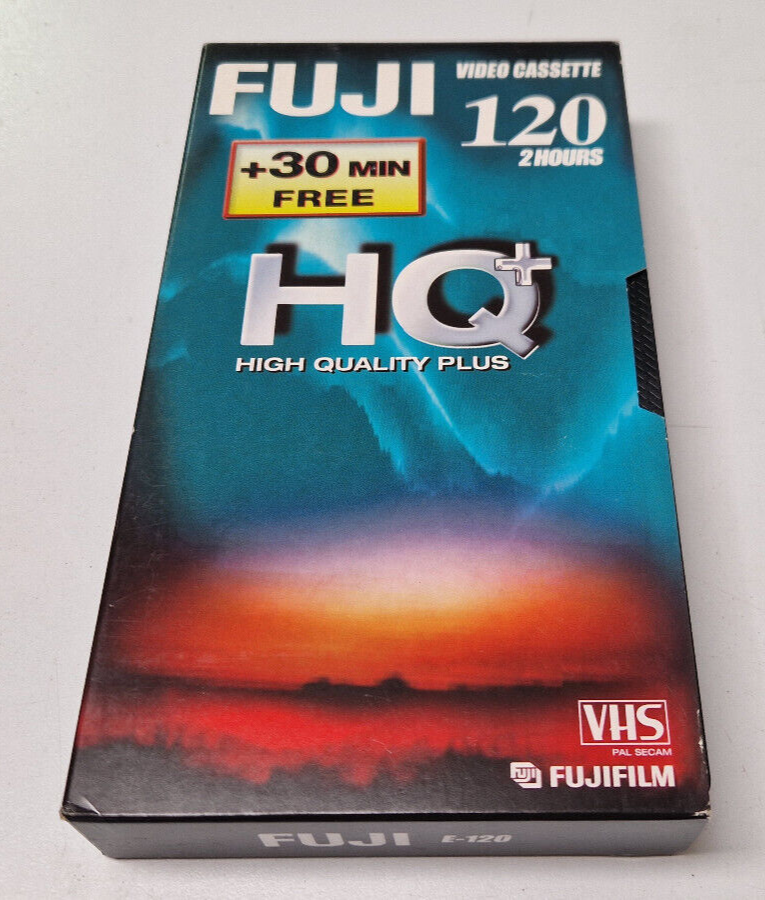 FUJI
VIDEO CASSETTE
120
2 HOURS
+30 MIN
FREE
HQ+
HIGH QUALITY PLUS
VHS
PAL SECAM
FUJI FUJIFILM
FUJI E-120